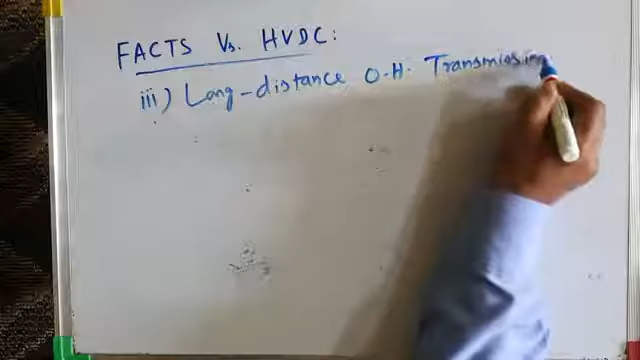 FACTS Vs. HVDC:
iii) Long-distance O.H. Transmission